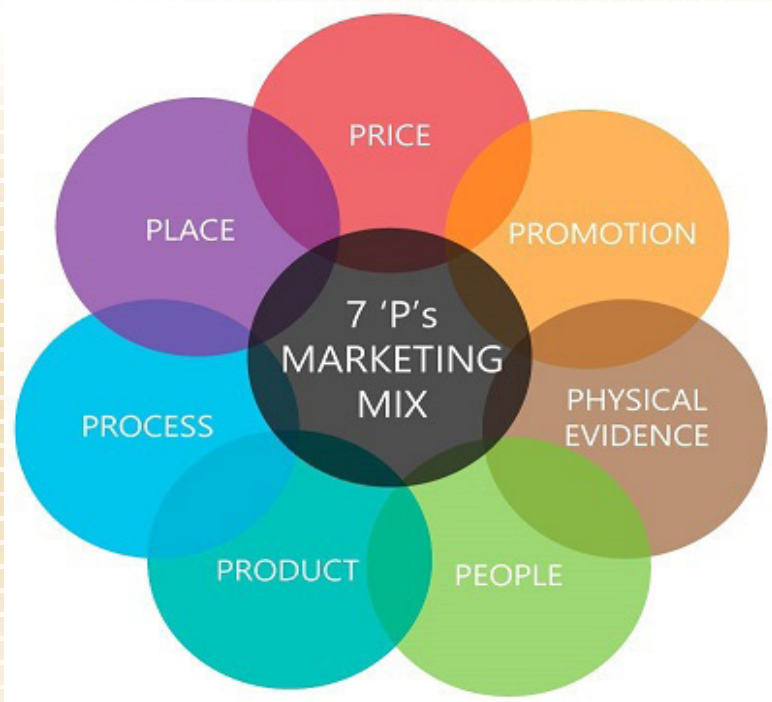 PRICE
PROMOTION
PLACE
7 ‘P’s
MARKETING
MIX
PHYSICAL
EVIDENCE
PROCESS
PRODUCT
PEOPLE